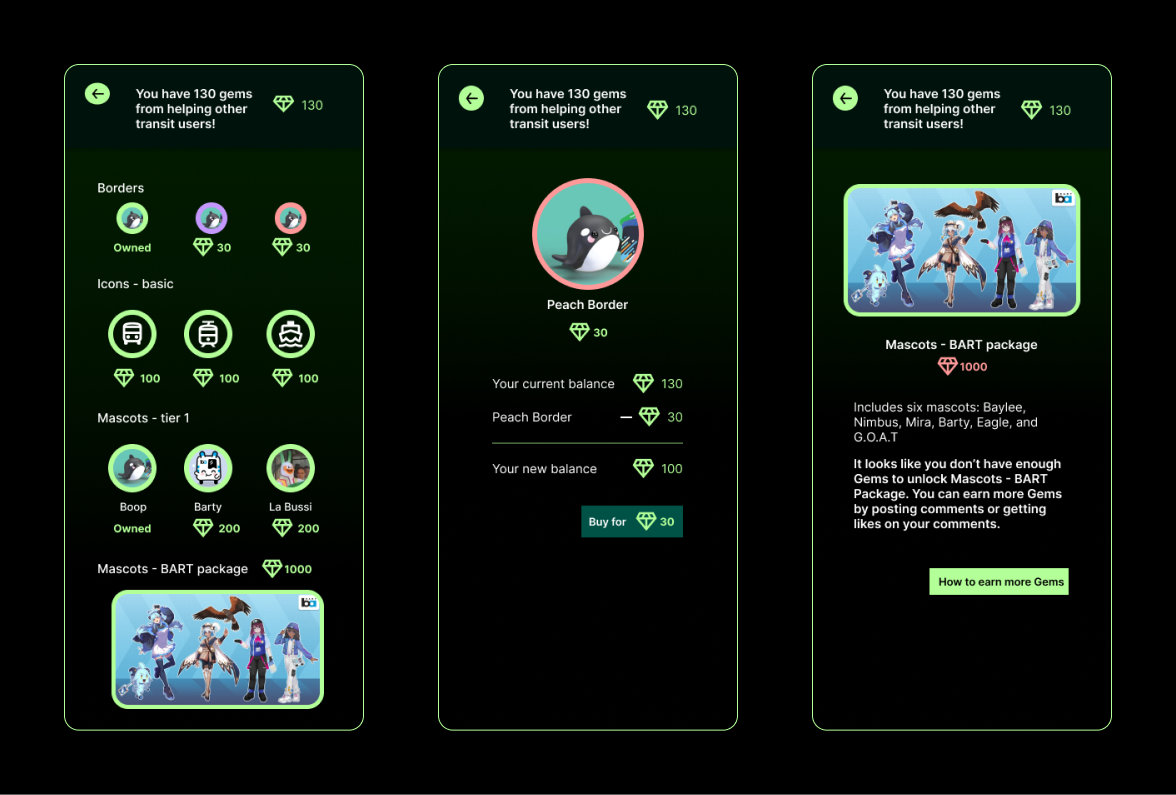 You have 130 gems
from helping other
transit users!
130
Borders
Owned
30
30
Icons - basic
100
100
100
Mascots - tier 1
Boop
Barty
La Bussi
Owned
200
200
Mascots - BART package
1000
ba
You have 130 gems
from helping other
transit users!
130
Peach Border
30
Your current balance
130
Peach Border
— 30
Your new balance
100
Buy for 30
You have 130 gems
from helping other
transit users!
130
ba
Mascots - BART package
1000
Includes six mascots: Baylee,
Nimbus, Mira, Barty, Eagle, and
G.O.A.T
It looks like you don’t have enough
Gems to unlock Mascots - BART
Package. You can earn more Gems
by posting comments or getting
likes on your comments.
How to earn more Gems